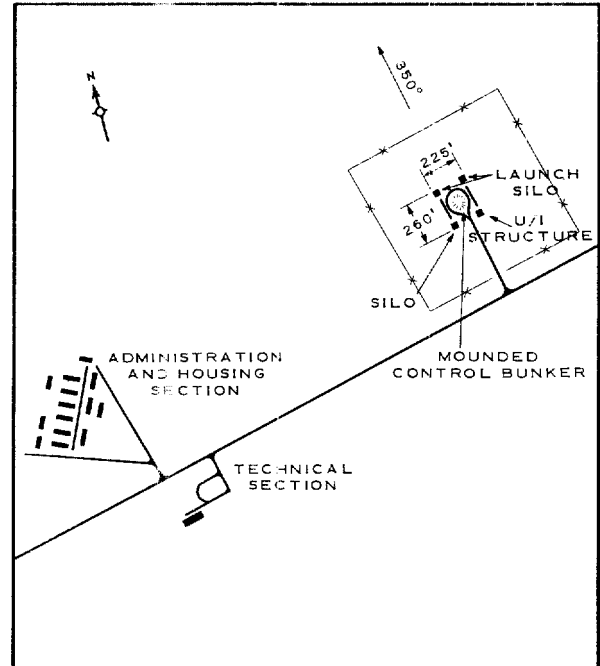 N
350°
225'
LAUNCH
SILO
260'
U/I
STRUCTURE
SILO
MOUNDED
CONTROL BUNKER
ADMINISTRATION
AND HOUSING
SECTION
TECHNICAL
SECTION